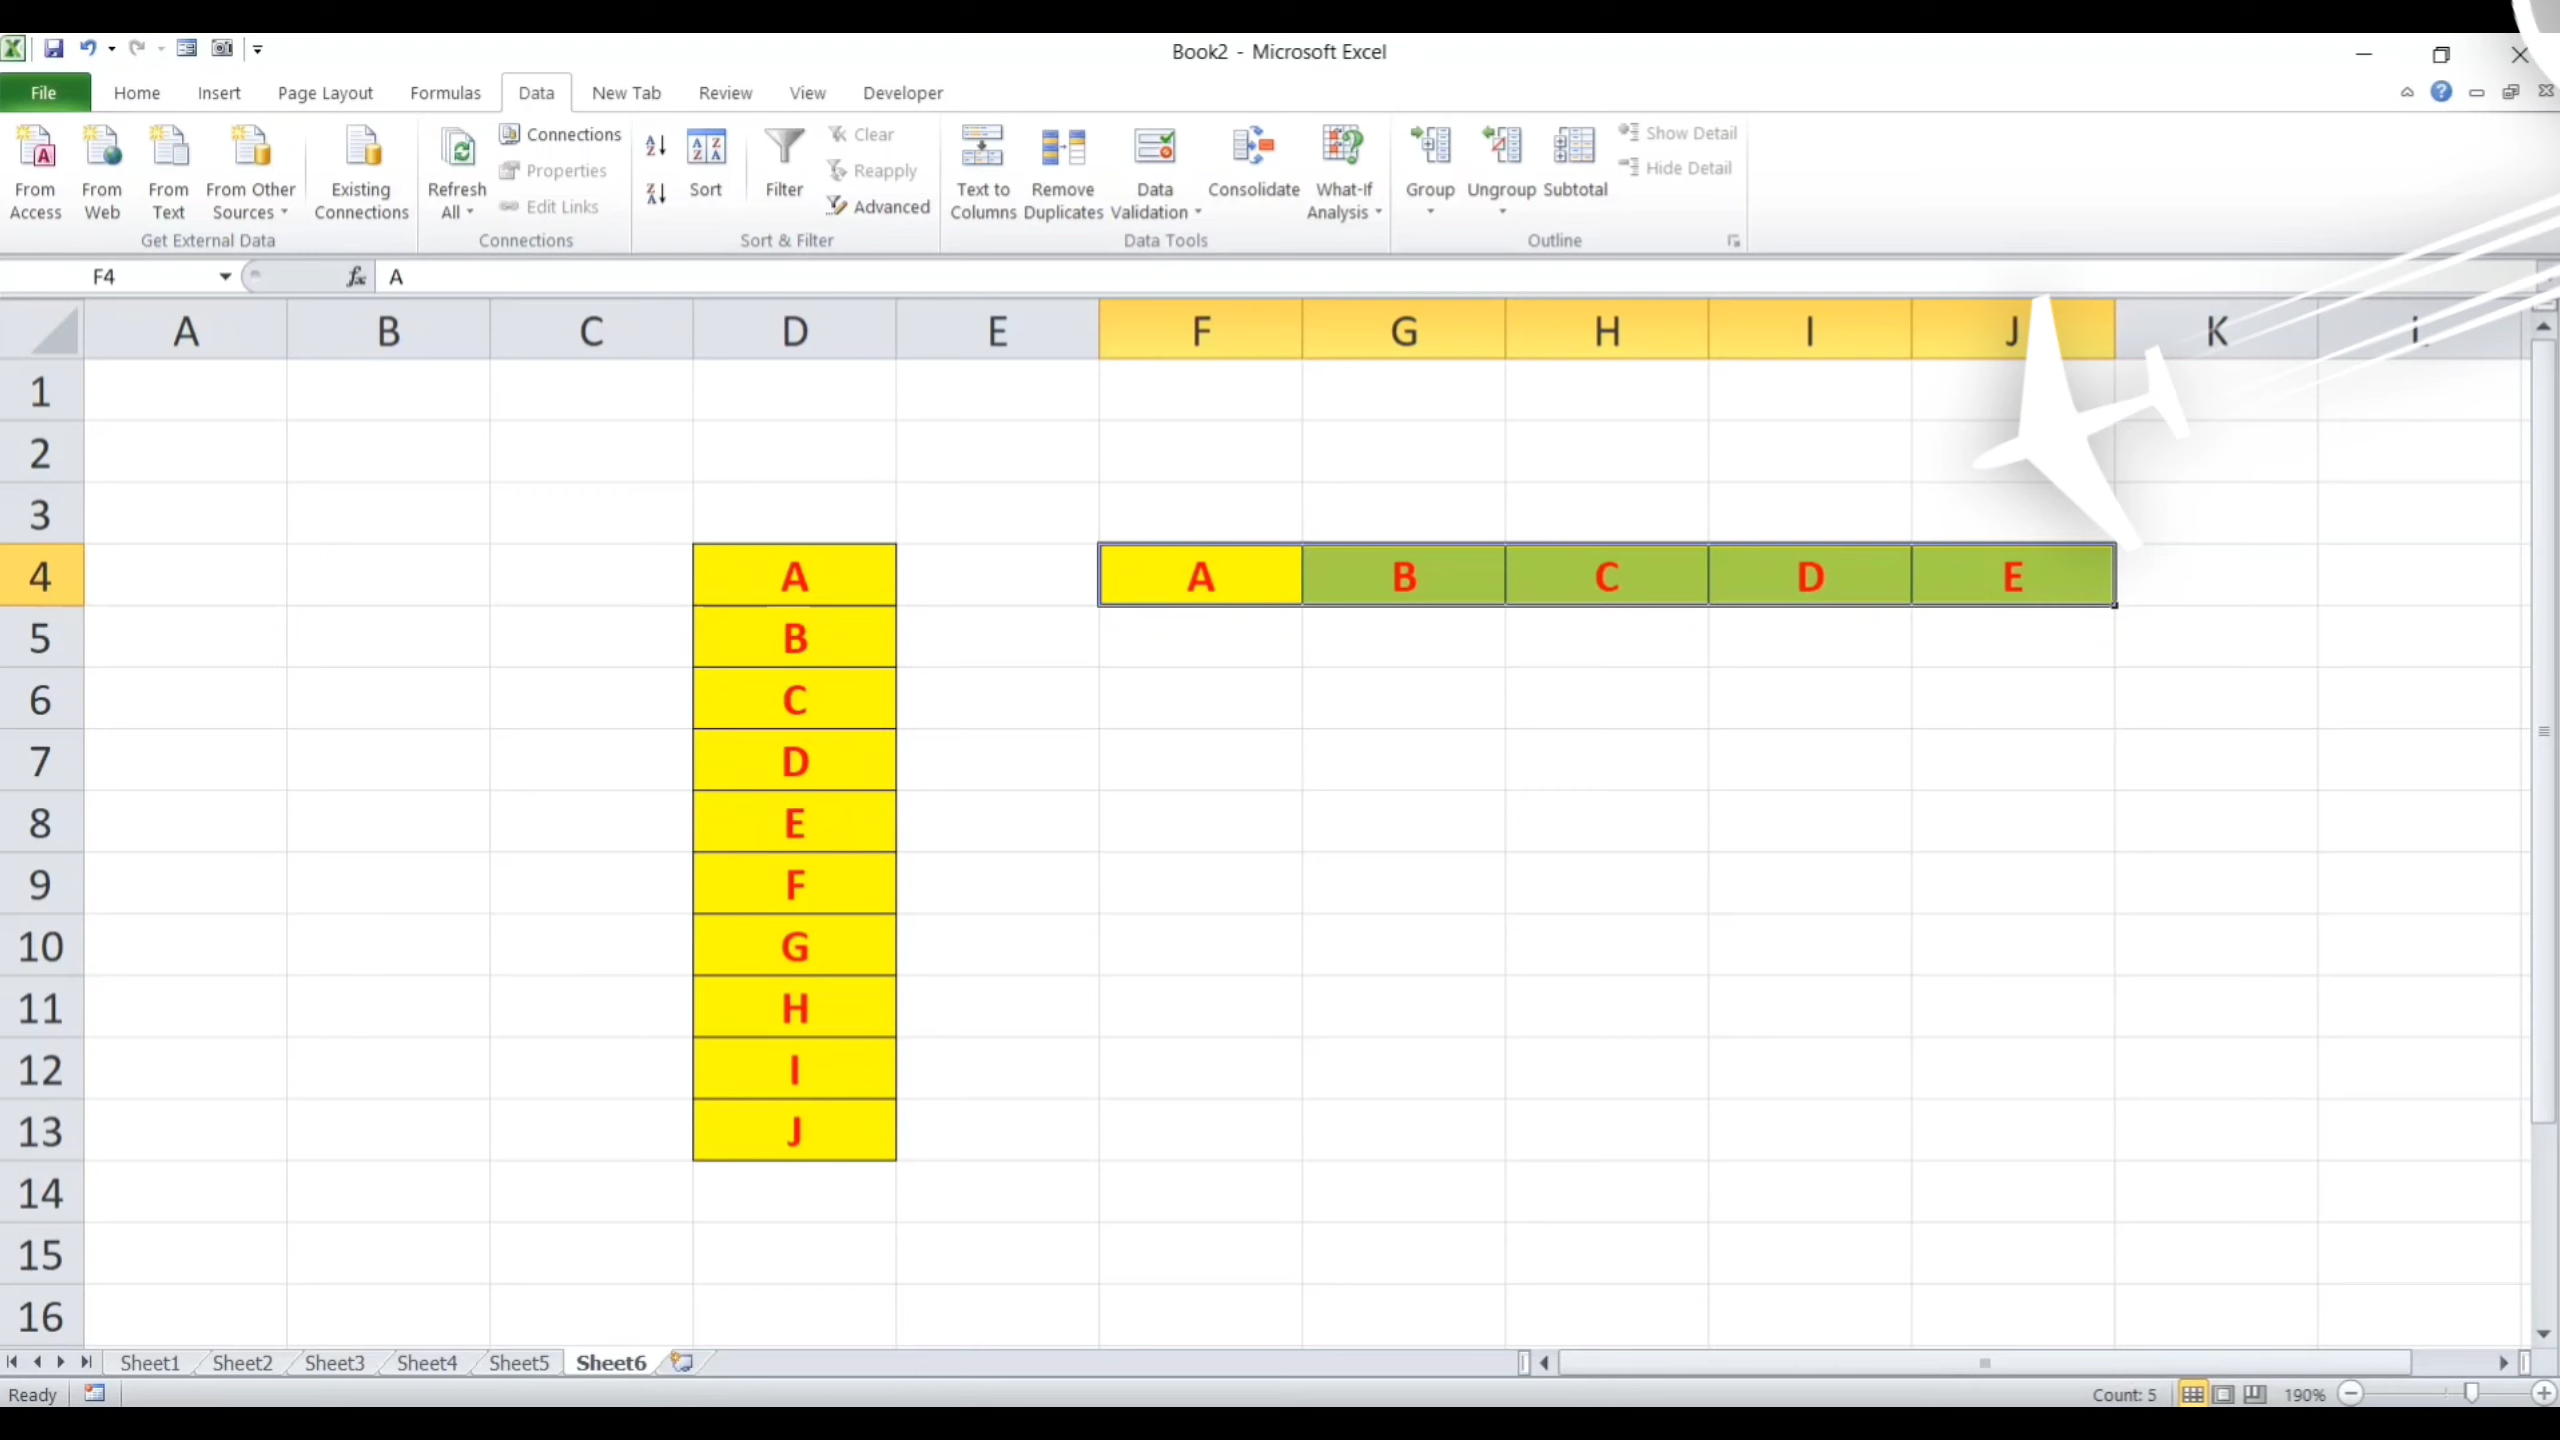 Book2 - Microsoft Excel
File Home Insert Page Layout Formulas Data New Tab Review View Developer
From Access From Web From Text From Other Sources Existing Connections Refresh All Connections Properties Edit Links Sort Filter Clear Reapply Advanced Text to Columns Remove Duplicates Data Validation Consolidate What-If Analysis Group Ungroup Subtotal Show Detail Hide Detail
Get External Data Connections Sort & Filter Data Tools Outline
F4 fx A
A B C D E F G H I J K
1
2
3
4 A A B C D E
5 B
6 C
7 D
8 E
9 F
10 G
11 H
12 I
13 J
14
15
16
Sheet1 Sheet2 Sheet3 Sheet4 Sheet5 Sheet6
Ready Count: 5 190%